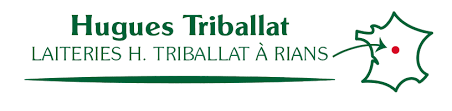 Hugues Triballat
LAITERIES H. TRIBALLAT À RIANS